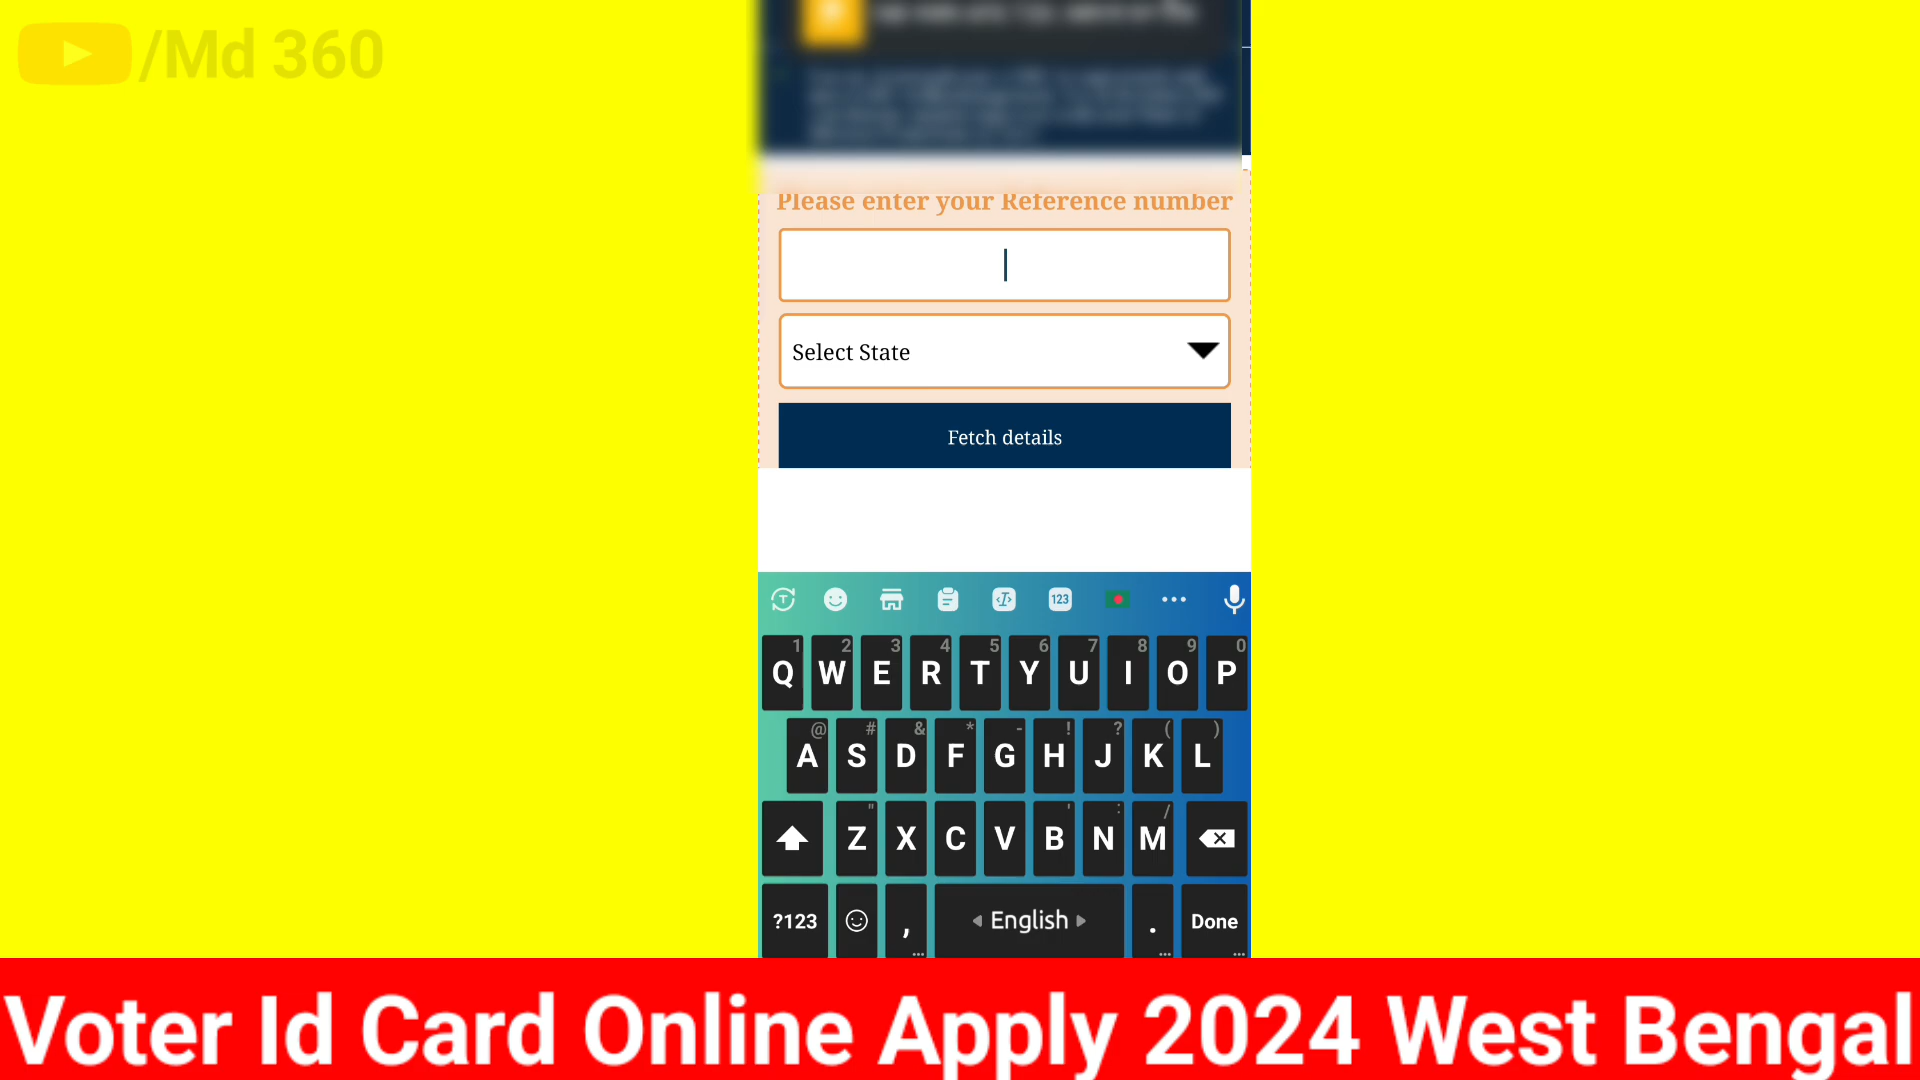 /Md 360
Please enter your Reference number
Select State
Fetch details
123
1 2 3 4 5 6 7 8 9 0
Q W E R T Y U I O P
@ # & * - ! ? ( )
A S D F G H J K L
" ' : /
Z X C V B N M
?123 , English . Done
Voter Id Card Online Apply 2024 West Bengal